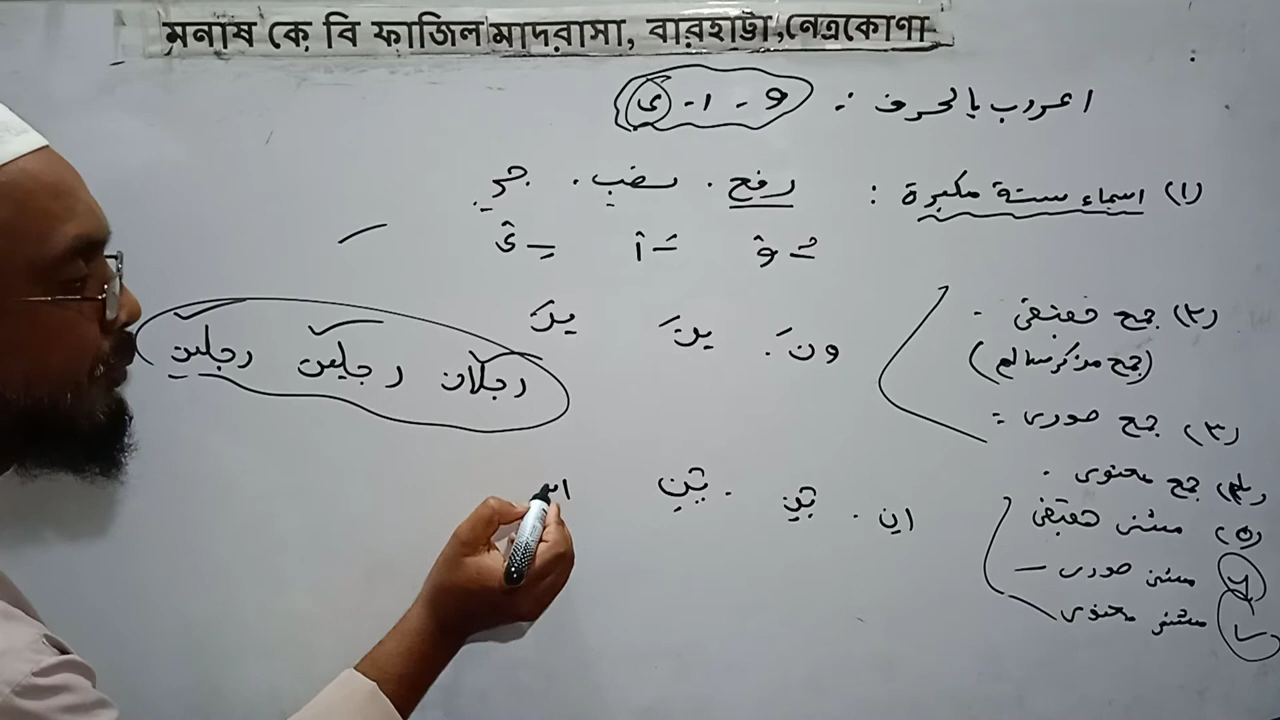 মনাষ কে বি ফাজিল মাদরাসা, বারহাট্টা,নেত্রকোণা
اعرب بالحرف :- و - ا - ى
(١) اسماء ستة مكبرة : رفع . نصب . جر
ـُ و ـَ ا ـِ ى
(٢) جمع حقيقى .
(جمع مذكر سالم)
ونَ . ينَ ينَ
رجلان رجلين رجلين
(٣) جمع صورى :
(٤) جمع معنوى .
ان . ين . ين ا
(٥) مثنى حقيقى
(٦) مثنى صورى –
(٧) مثنى معنوى